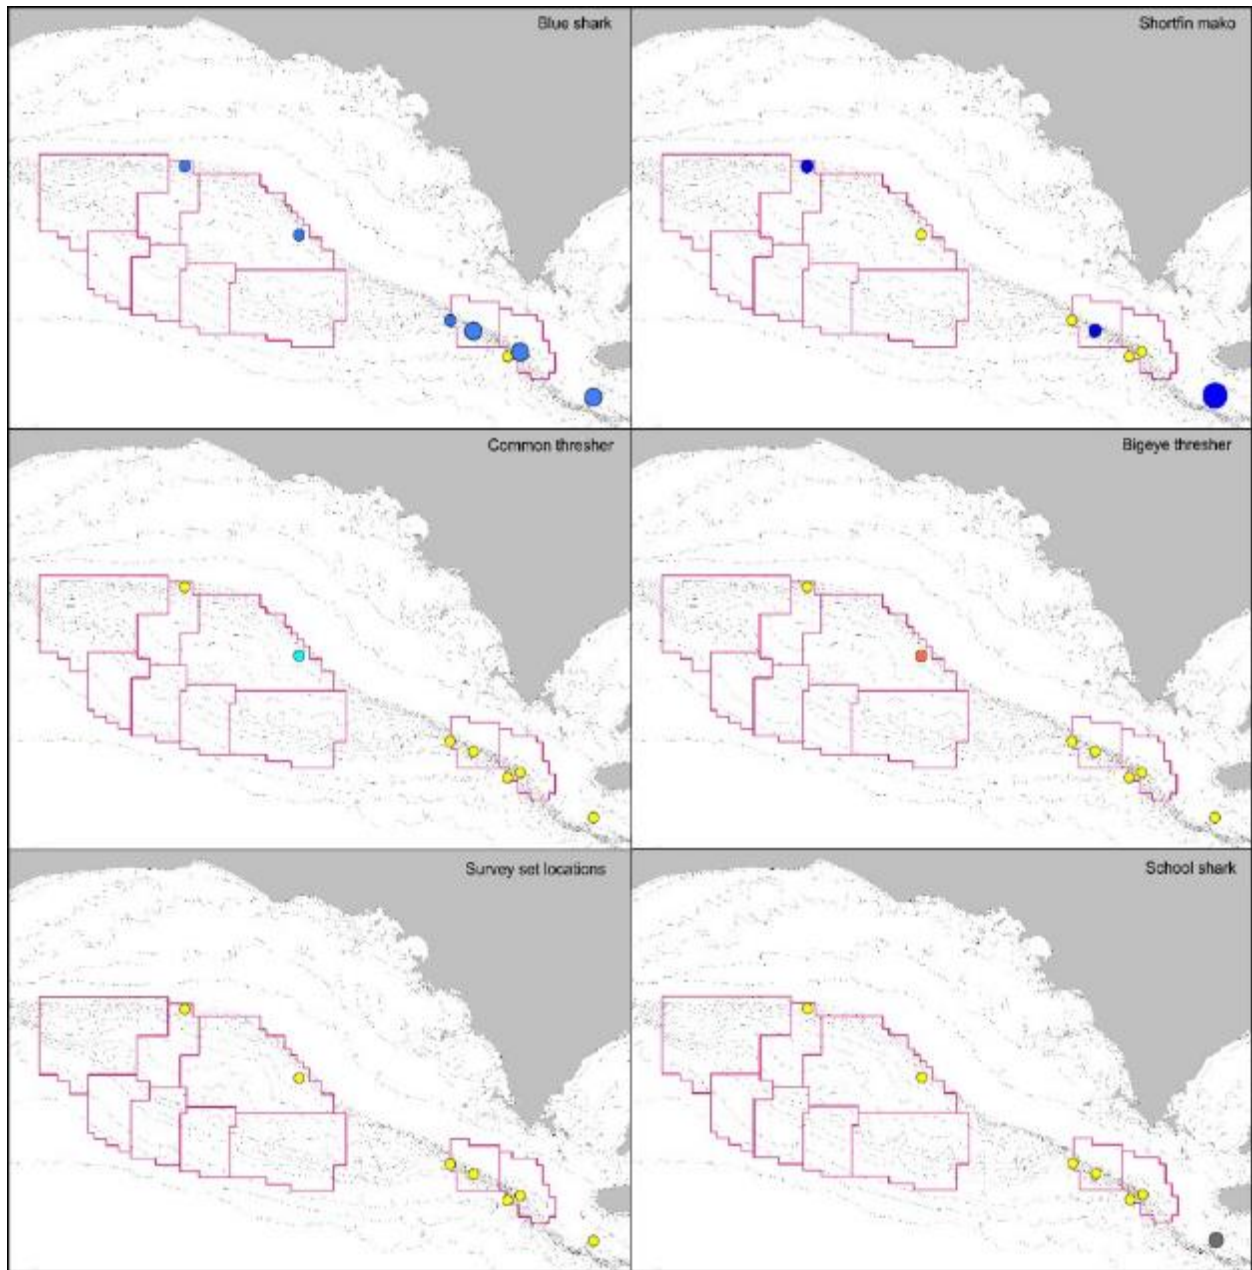 Blue shark
Shortfin mako
Common thresher
Bigeye thresher
Survey set locations
School shark